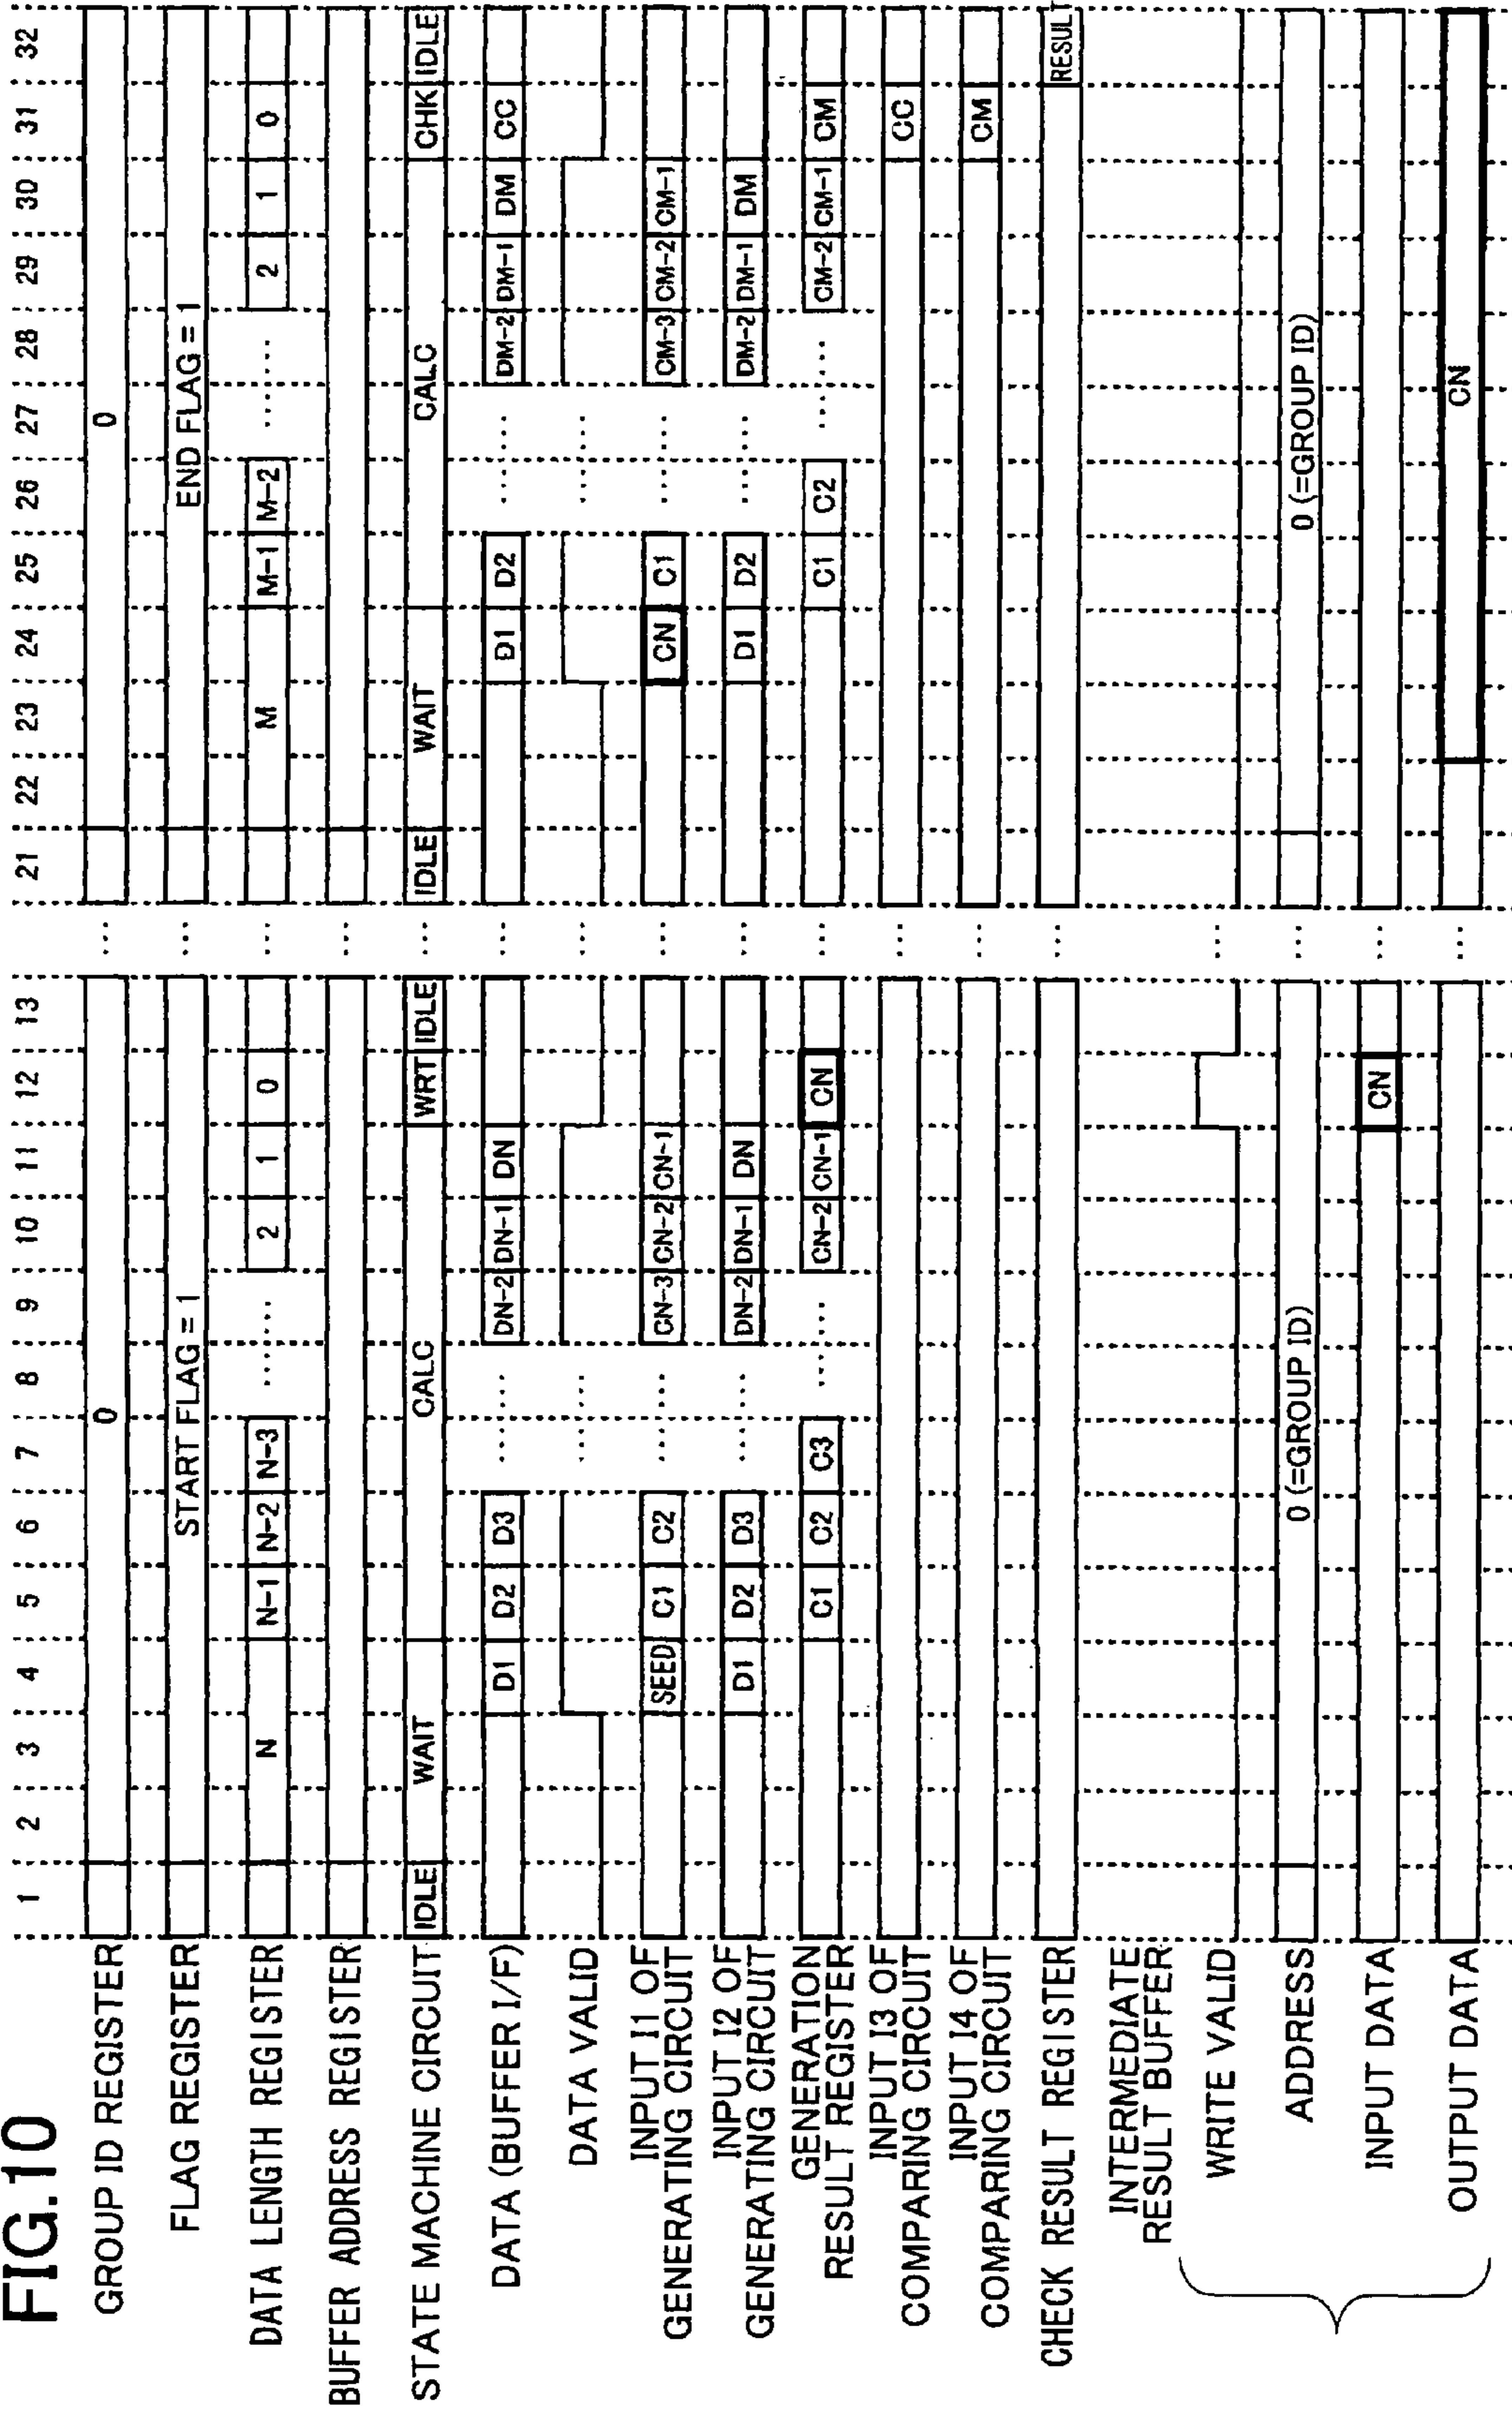 FIG.10
1 2 3 4 5 6 7 8 9 10 11 12 13 21 22 23 24 25 26 27 28 29 30 31 32
GROUP ID REGISTER 0 ... 0
FLAG REGISTER START FLAG = 1 ... END FLAG = 1
DATA LENGTH REGISTER N N-1 N-2 N-3 ...... 2 1 0 ... M M-1 M-2 ...... 2 1 0
BUFFER ADDRESS REGISTER ...
STATE MACHINE CIRCUIT IDLE WAIT CALC WRT IDLE ... IDLE WAIT CALC CHK IDLE
DATA (BUFFER I/F) D1 D2 D3 ...... DN-2 DN-1 DN ... D1 D2 ...... DM-2 DM-1 DM CC
DATA VALID ...... ... ......
INPUT I1 OF
GENERATING CIRCUIT SEED C1 C2 ...... CN-3 CN-2 CN-1 ... CN C1 ...... CM-3 CM-2 CM-1
INPUT I2 OF
GENERATING CIRCUIT D1 D2 D3 ...... DN-2 DN-1 DN ... D1 D2 ...... DM-2 DM-1 DM
GENERATION
RESULT REGISTER C1 C2 C3 ...... CN-2 CN-1 CN ... C1 C2 ...... CM-2 CM-1 CM
INPUT I3 OF
COMPARING CIRCUIT ... CC
INPUT I4 OF
COMPARING CIRCUIT ... CM
CHECK RESULT REGISTER ... RESULT
INTERMEDIATE
RESULT BUFFER
WRITE VALID ...
ADDRESS 0 (=GROUP ID) ... 0 (=GROUP ID)
INPUT DATA CN ...
OUTPUT DATA ... CN